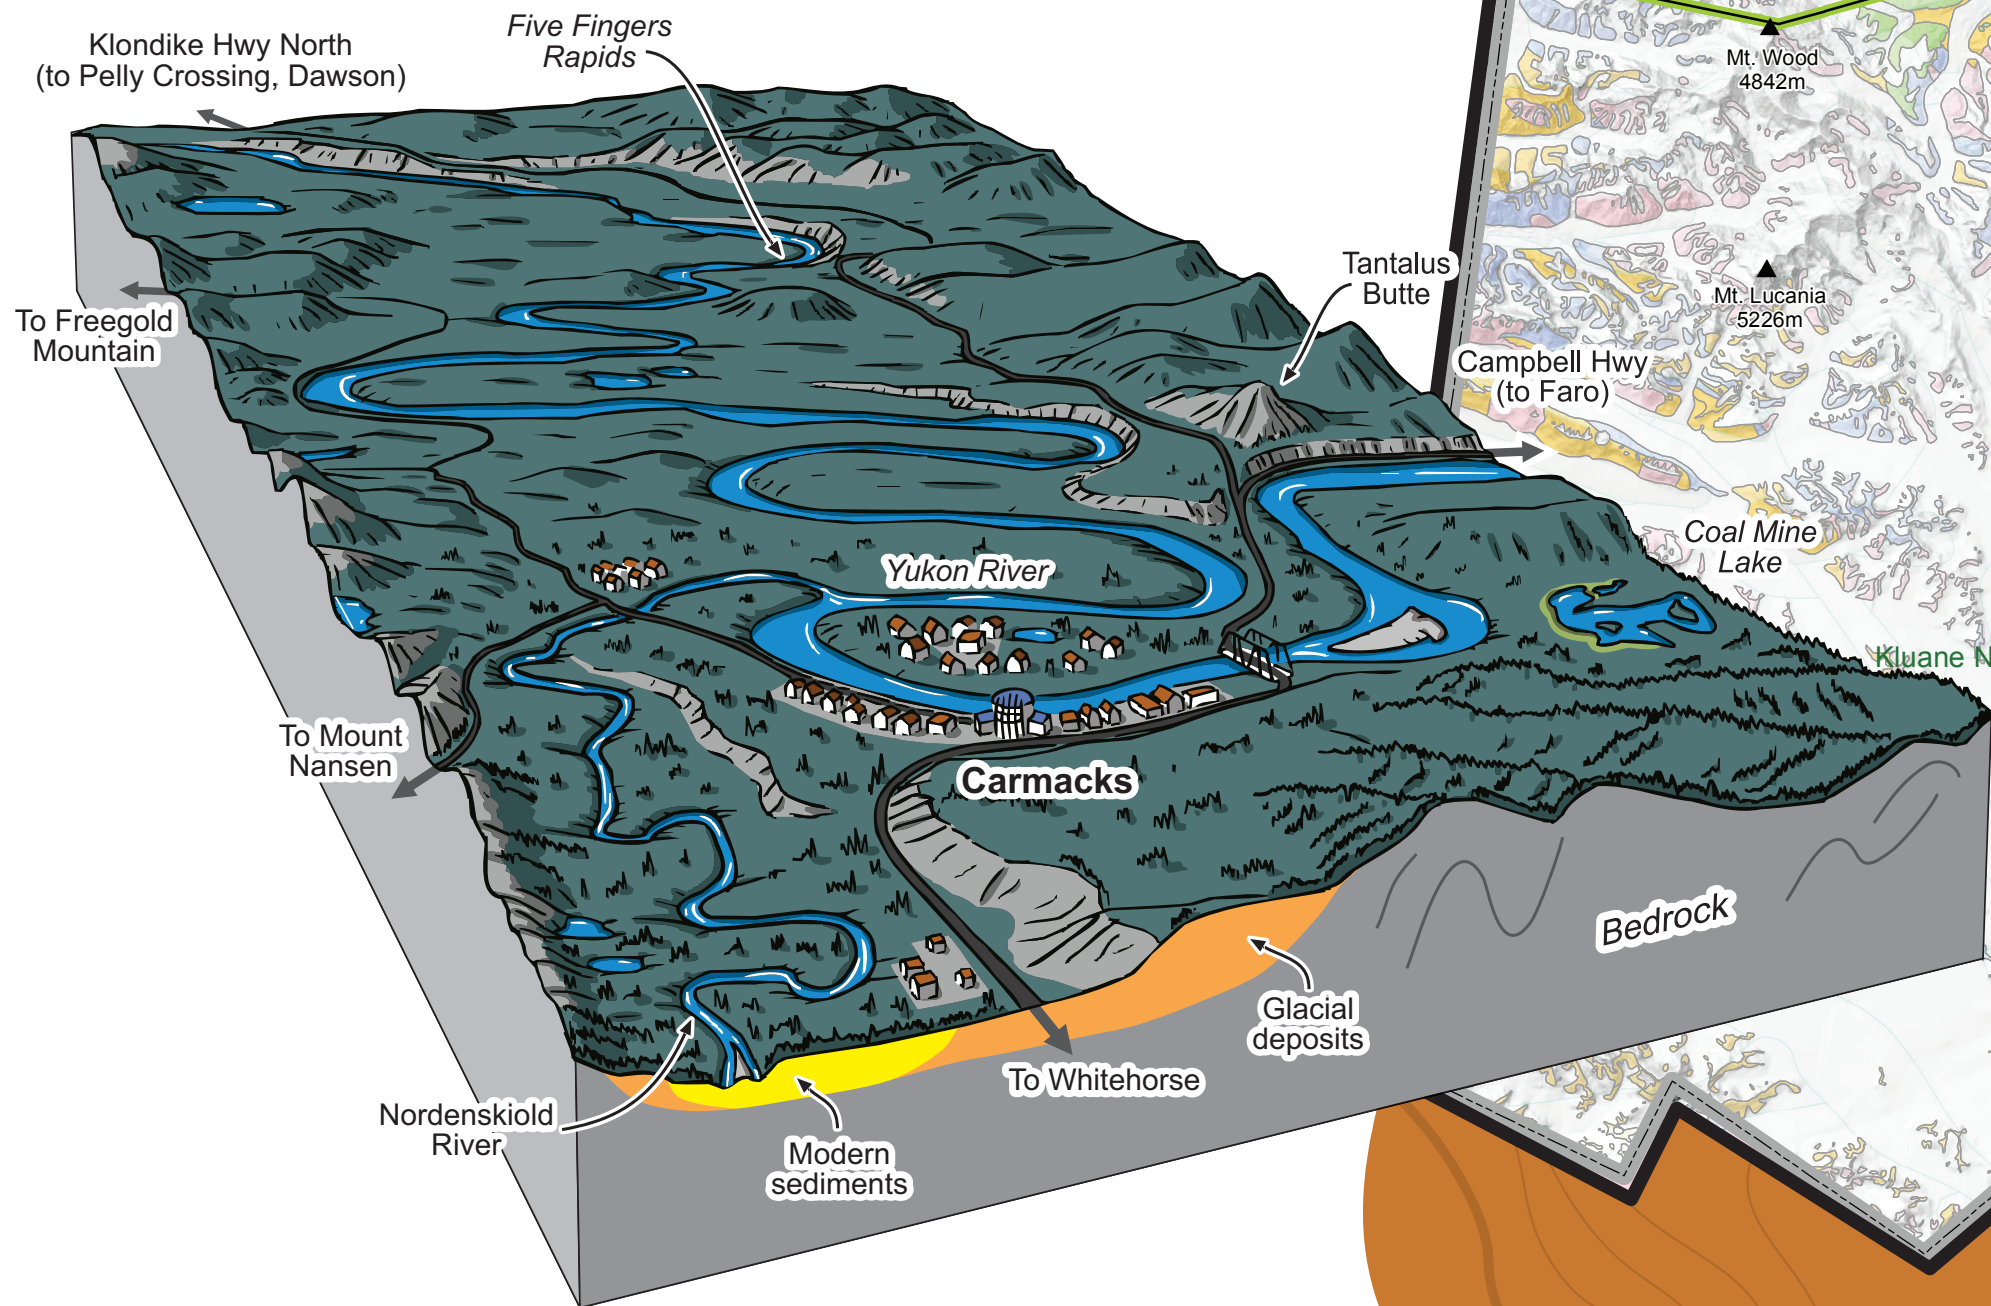 Klondike Hwy North
(to Pelly Crossing, Dawson)
Five Fingers
Rapids
Mt. Wood
4842m
Tantalus
Butte
Mt. Lucania
5226m
To Freegold
Mountain
Campbell Hwy
(to Faro)
Coal Mine
Lake
Yukon River
Kluane N
To Mount
Nansen
Carmacks
Bedrock
Glacial
deposits
To Whitehorse
Nordenskiold
River
Modern
sediments